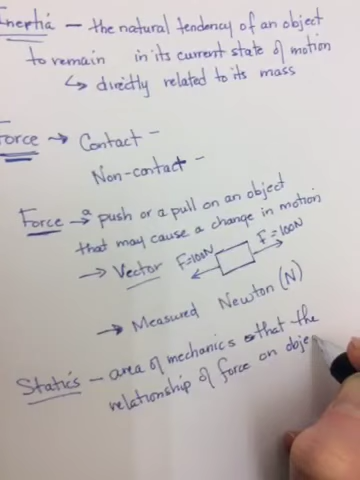 Inertia — the natural tendency of an object
to remain in its current state of motion
↳ directly related to its mass
Force → Contact —
Non-contact —
Force → a push or a pull on an object
that may cause a change in motion
→ Vector F=100N F=100N
→ Measured Newton (N)
Statics — area of mechanics that the
relationship of force on obje